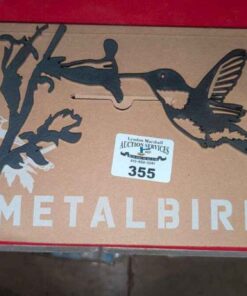 Lyndon Marshall
AUCTION SERVICES
355
METALBIRD